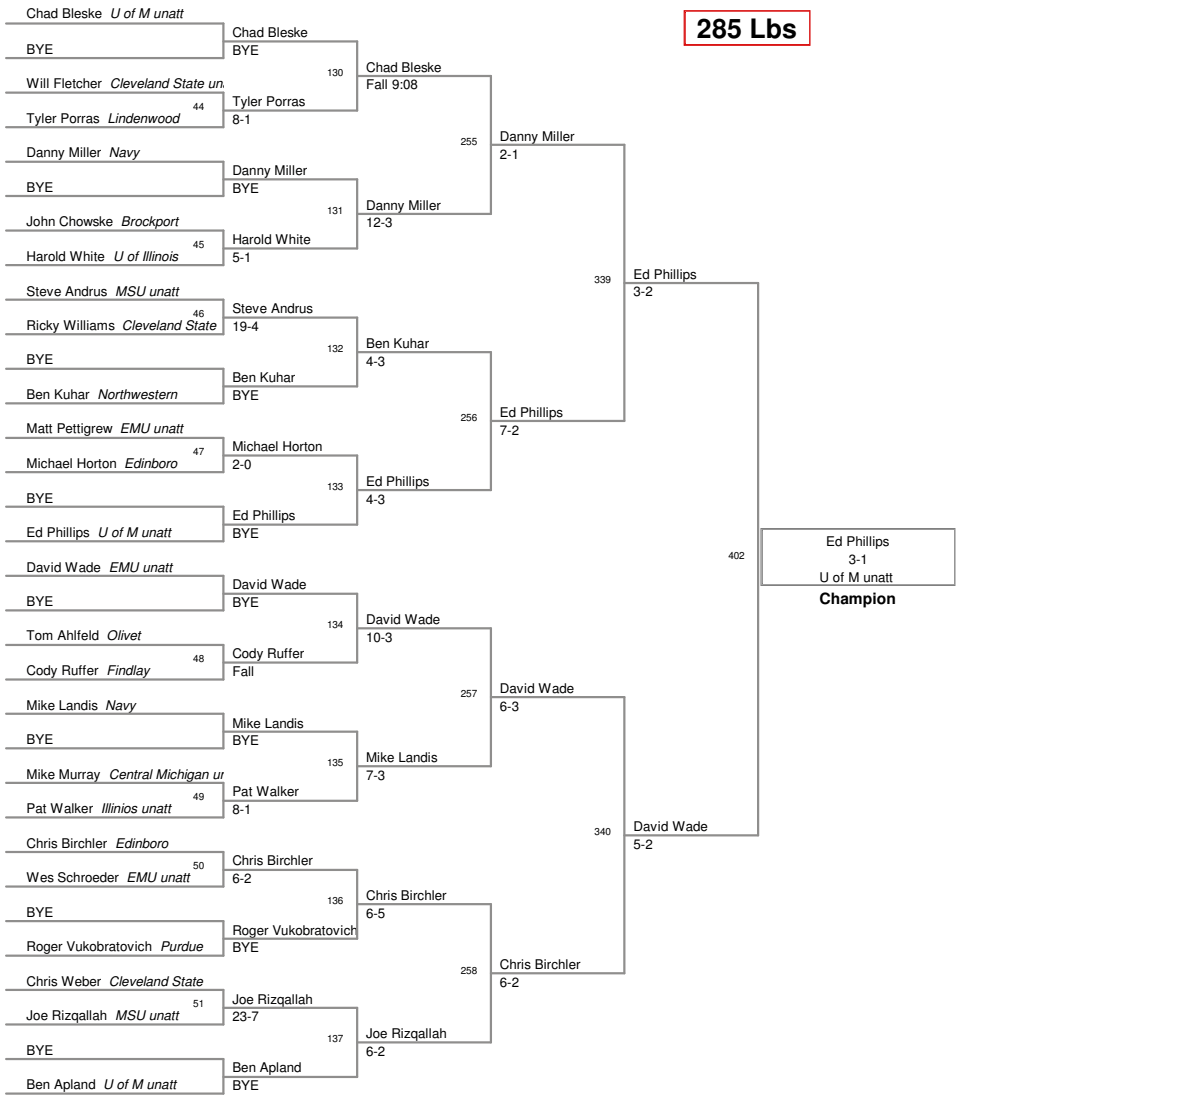 285 Lbs
Chad Bleske U of M unatt
BYE
Will Fletcher Cleveland State un
44
Tyler Porras Lindenwood
Danny Miller Navy
BYE
John Chowske Brockport
45
Harold White U of Illinois
Steve Andrus MSU unatt
46
Ricky Williams Cleveland State
BYE
Ben Kuhar Northwestern
Matt Pettigrew EMU unatt
47
Michael Horton Edinboro
BYE
Ed Phillips U of M unatt
David Wade EMU unatt
BYE
Tom Ahlfeld Olivet
48
Cody Ruffer Findlay
Mike Landis Navy
BYE
Mike Murray Central Michigan un
49
Pat Walker Illinios unatt
Chris Birchler Edinboro
50
Wes Schroeder EMU unatt
BYE
Roger Vukobratovich Purdue
Chris Weber Cleveland State
51
Joe Rizqallah MSU unatt
BYE
Ben Apland U of M unatt
Chad Bleske
BYE
130
Tyler Porras
8-1
Danny Miller
BYE
131
Harold White
5-1
Steve Andrus
19-4
132
Ben Kuhar
BYE
Michael Horton
2-0
133
Ed Phillips
BYE
David Wade
BYE
134
Cody Ruffer
Fall
Mike Landis
BYE
135
Pat Walker
8-1
Chris Birchler
6-2
136
Roger Vukobratovich
BYE
Joe Rizqallah
23-7
137
Ben Apland
BYE
Chad Bleske
Fall 9:08
255
Danny Miller
12-3
Ben Kuhar
4-3
256
Ed Phillips
4-3
David Wade
10-3
257
Mike Landis
7-3
Chris Birchler
6-5
258
Joe Rizqallah
6-2
Danny Miller
2-1
339
Ed Phillips
7-2
David Wade
6-3
340
Chris Birchler
6-2
Ed Phillips
3-2
402
David Wade
5-2
Ed Phillips
3-1
U of M unatt
Champion